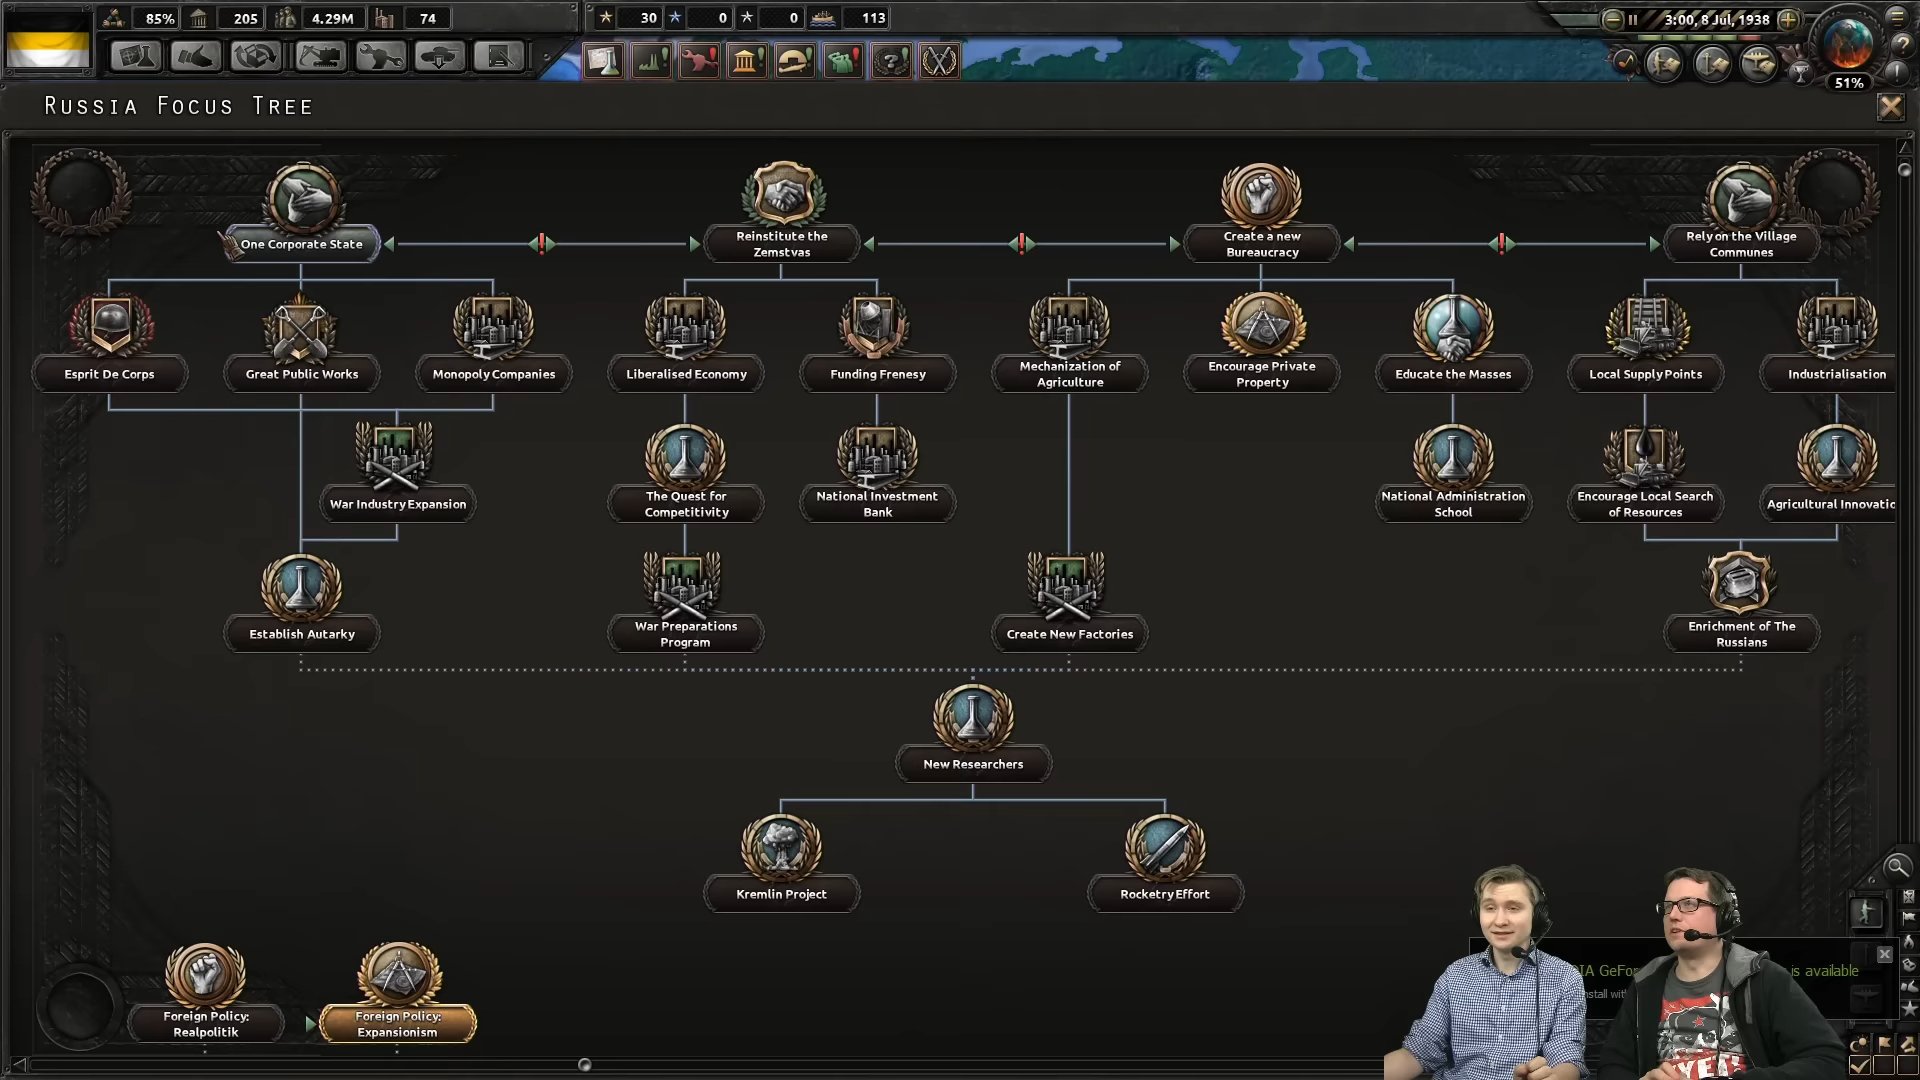 85% 205 4.29M 74 30 0 0 113 3:00, 8 Jul, 1938
51%
Russia Focus Tree
One Corporate State
Reinstitute the
Zemstvas
Create a new
Bureaucracy
Rely on the Village
Communes
Esprit De Corps
Great Public Works
Monopoly Companies
Liberalised Economy
Funding Frenesy
Mechanization of
Agriculture
Encourage Private
Property
Educate the Masses
Local Supply Points
Industrialisation
War Industry Expansion
The Quest for
Competitivity
National Investment
Bank
National Administration
School
Encourage Local Search
of Resources
Agricultural Innovatio
Establish Autarky
War Preparations
Program
Create New Factories
Enrichment of The
Russians
New Researchers
Kremlin Project
Rocketry Effort
Foreign Policy:
Realpolitik
Foreign Policy:
Expansionism
DIA GeFor is available
nstall wit